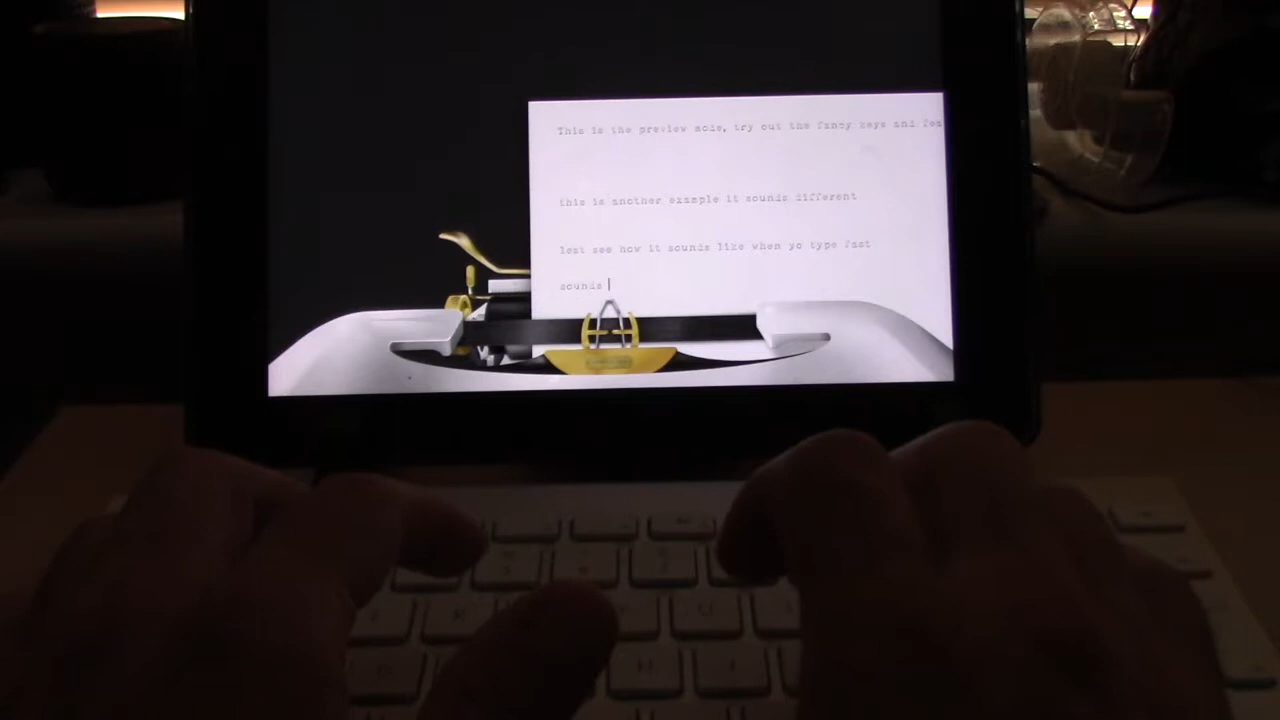 This is the preview mode, try out the fancy keys and
this is another example it sounds different
lest see how it sounds like when yo type fast
sounds